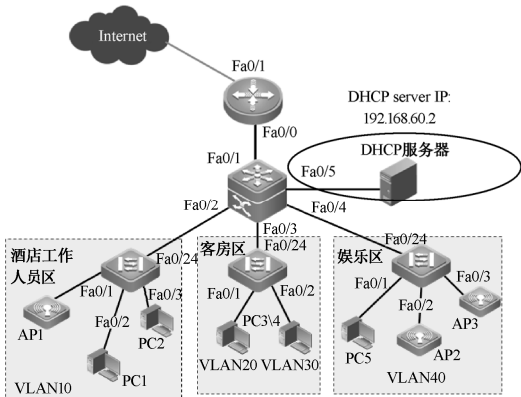 Internet
Fa0/1
DHCP server IP:
192.168.60.2
Fa0/0
DHCP服务器
Fa0/1
Fa0/5
Fa0/2
Fa0/3
Fa0/4
酒店工作
人员区
Fa0/24
Fa0/1
Fa0/2
Fa0/3
AP1
PC2
PC1
VLAN10
客房区
Fa0/24
Fa0/1
Fa0/2
PC3\4
VLAN20
VLAN30
娱乐区
Fa0/24
Fa0/1
Fa0/3
Fa0/2
AP3
PC5
AP2
VLAN40